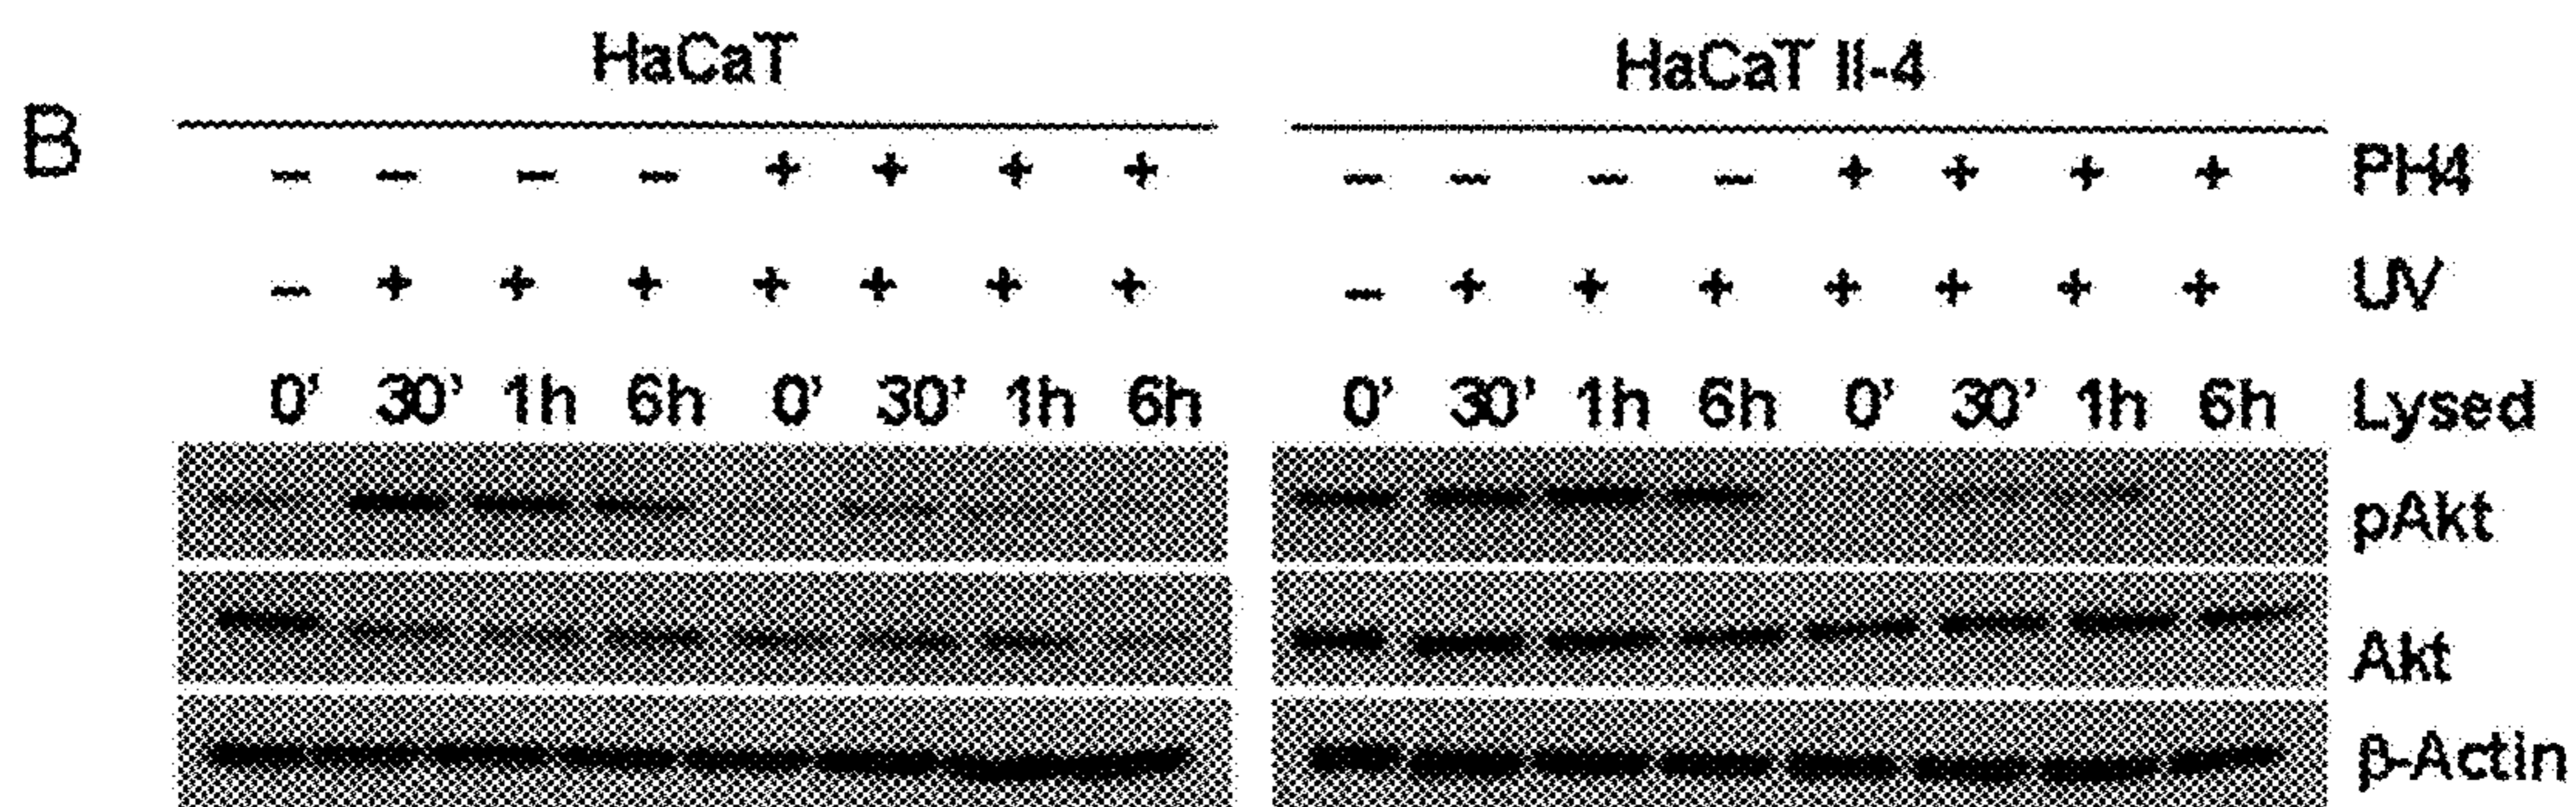 HaCaT HaCaT II-4
B
− − − − + + + + − − − − + + + + PH4
− + + + + + + + − + + + + + + + UV
0' 30' 1h 6h 0' 30' 1h 6h 0' 30' 1h 6h 0' 30' 1h 6h Lysed
pAkt
Akt
β-Actin